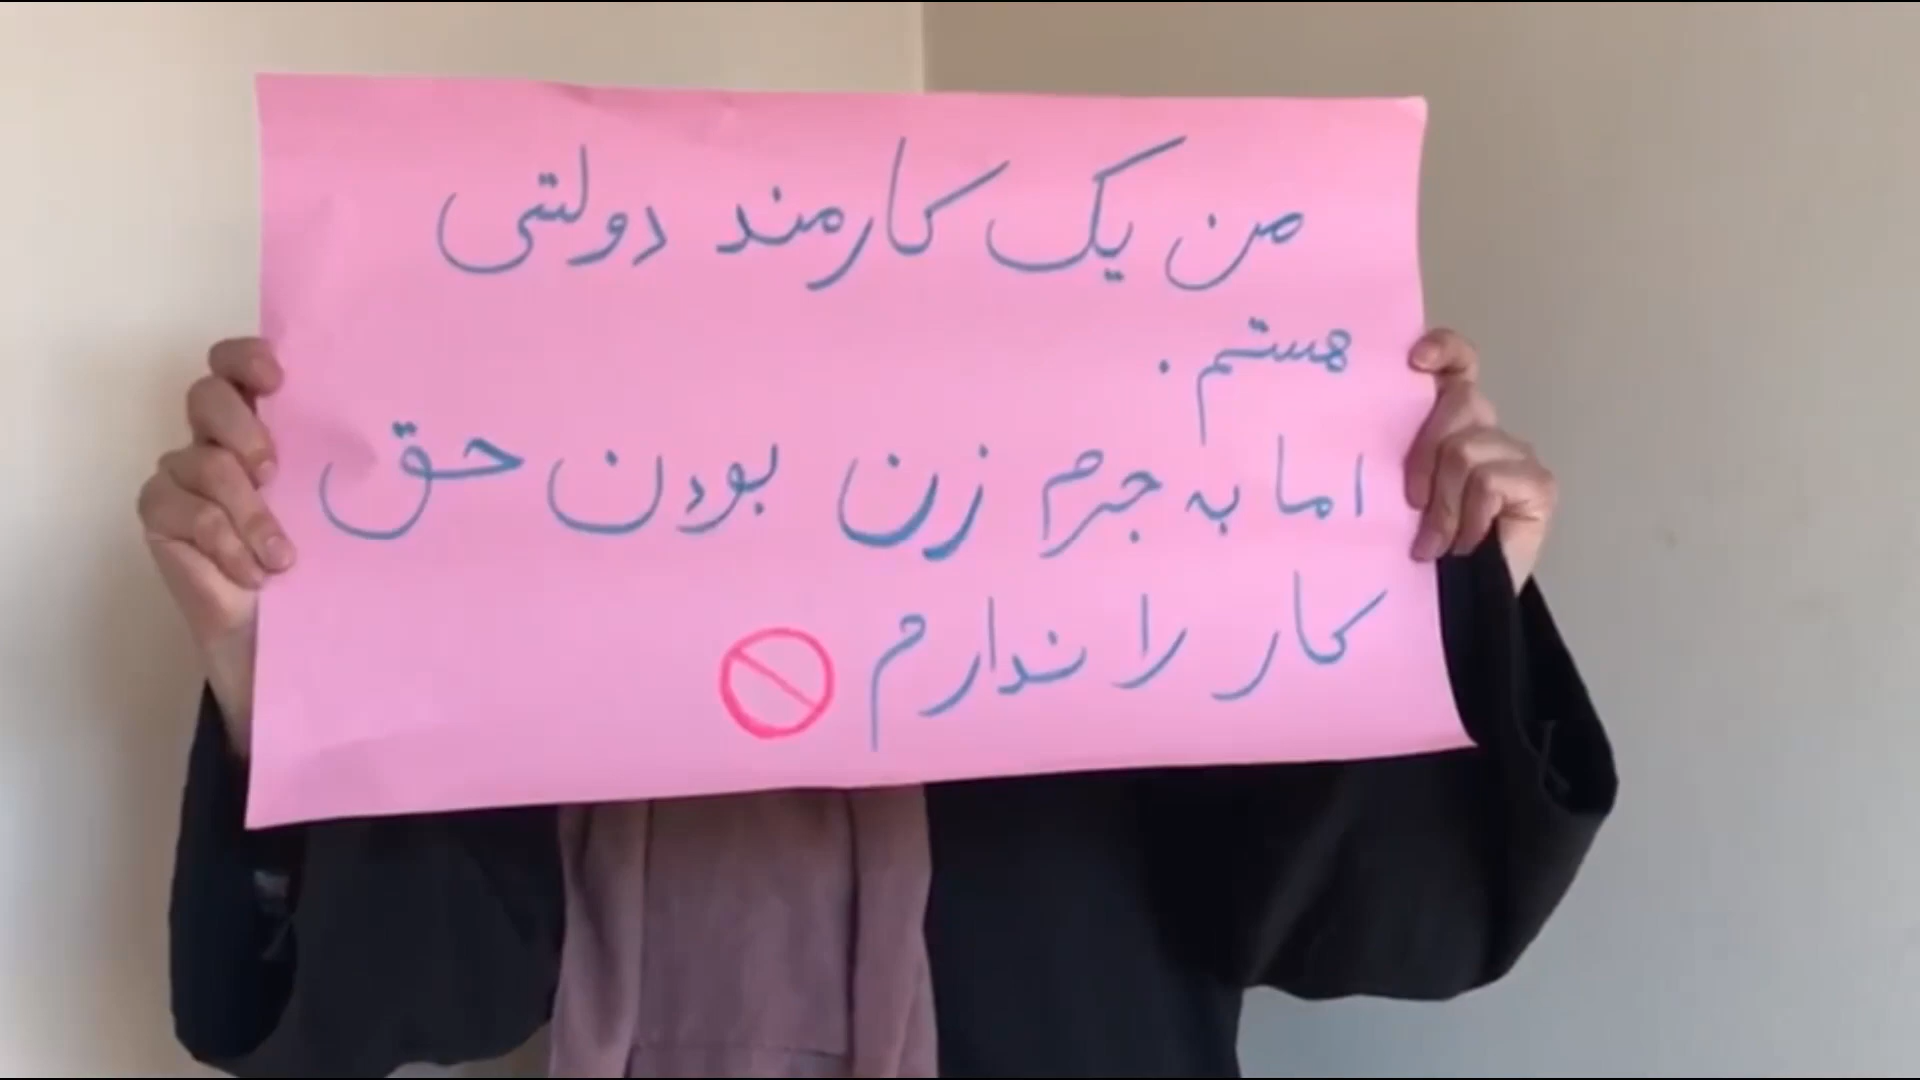 من یک کارمند دولتی
هستم .
اما به جرم زن بودن حق
کار را ندارم